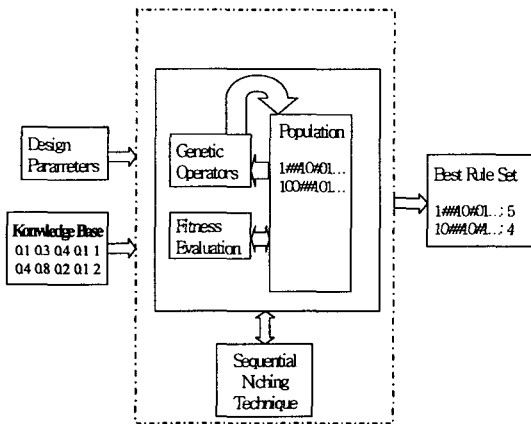 Design
Parameters
Konwledge Base
0.1 0.3 0.4 0.1 1
0.4 0.8 0.2 0.1 2
Genetic
Operators
Fitness
Evaluation
Population
1##10#01...
100##101...
Sequential
Niching
Technique
Best Rule Set
1##10#01...; 5
10##10#1...; 4